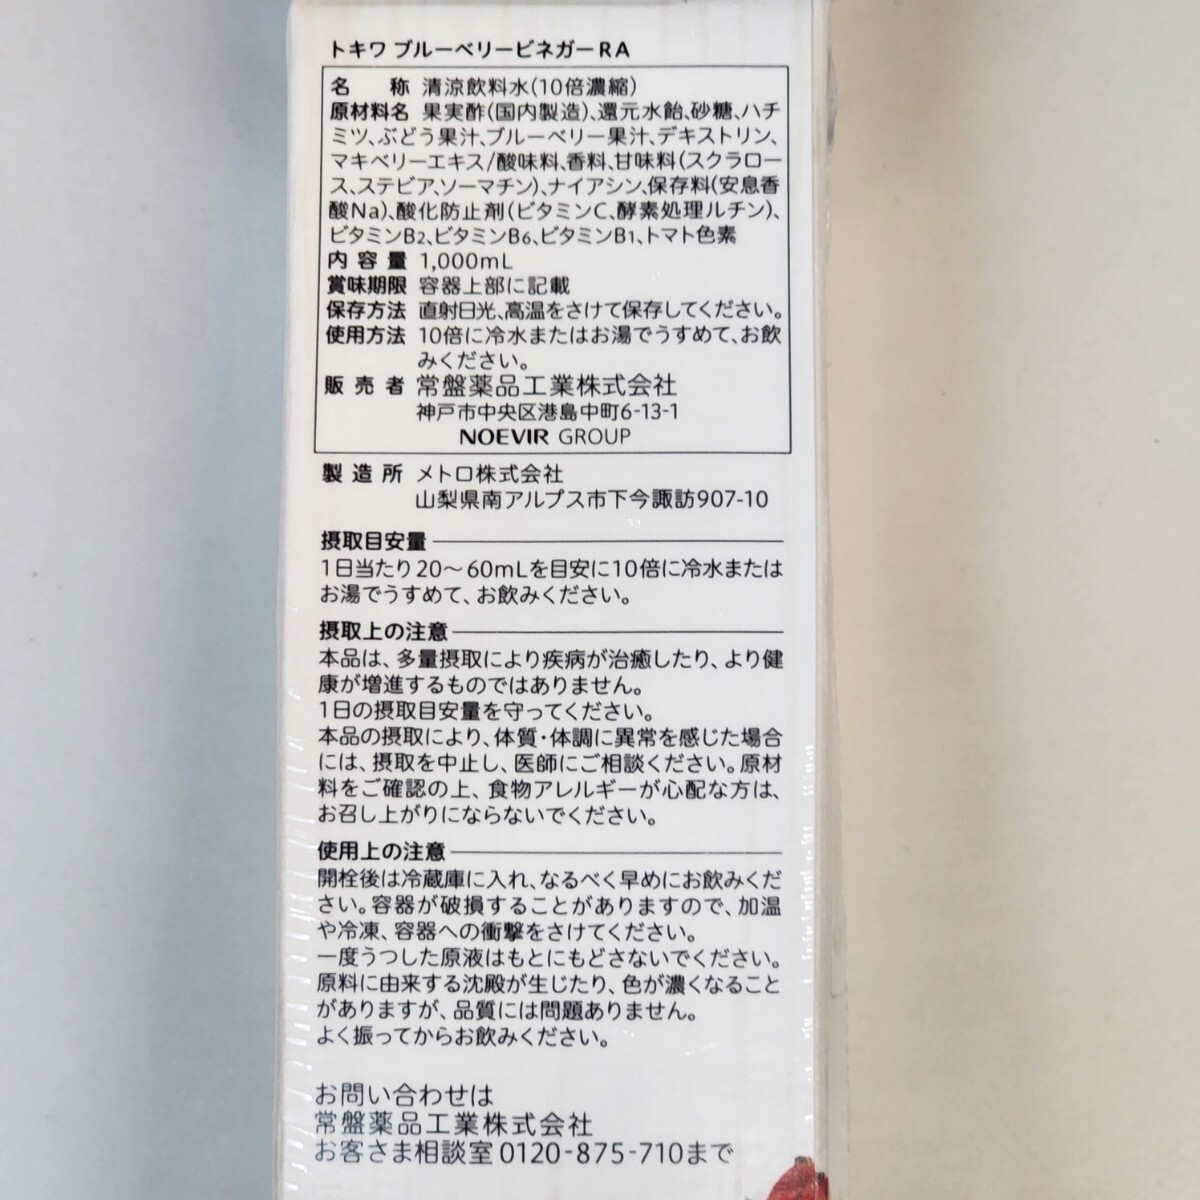 トキワ ブルーベリービネガーRA
名称 清涼飲料水(10倍濃縮)
原材料名 果実酢(国内製造)、還元水飴、砂糖、ハチ
ミツ、ぶどう果汁、ブルーベリー果汁、デキストリン、
マキベリーエキス/酸味料、香料、甘味料(スクラロー
ス、ステビア、ソーマチン)、ナイアシン、保存料(安息香
酸Na)、酸化防止剤(ビタミンC、酵素処理ルチン)、
ビタミンB2、ビタミンB6、ビタミンB1、トマト色素
内容量 1,000mL
賞味期限 容器上部に記載
保存方法 直射日光、高温をさけて保存してください。
使用方法 10倍に冷水またはお湯でうすめて、お飲
みください。
販売者 常盤薬品工業株式会社
神戸市中央区港島中町6-13-1
NOEVIR GROUP
製造所 メトロ株式会社
山梨県南アルプス市下今諏訪907-10
摂取目安量
1日当たり20～60mLを目安に10倍に冷水または
お湯でうすめて、お飲みください。
摂取上の注意
本品は、多量摂取により疾病が治癒したり、より健
康が増進するものではありません。
1日の摂取目安量を守ってください。
本品の摂取により、体質・体調に異常を感じた場合
には、摂取を中止し、医師にご相談ください。原材
料をご確認の上、食物アレルギーが心配な方は、
お召し上がりにならないでください。
使用上の注意
開栓後は冷蔵庫に入れ、なるべく早めにお飲みくだ
さい。容器が破損することがありますので、加温
や冷凍、容器への衝撃をさけてください。
一度うつした原液はもとにもどさないでください。
原料に由来する沈殿が生じたり、色が濃くなること
がありますが、品質には問題ありません。
よく振ってからお飲みください。
お問い合わせは
常盤薬品工業株式会社
お客さま相談室0120-875-710まで